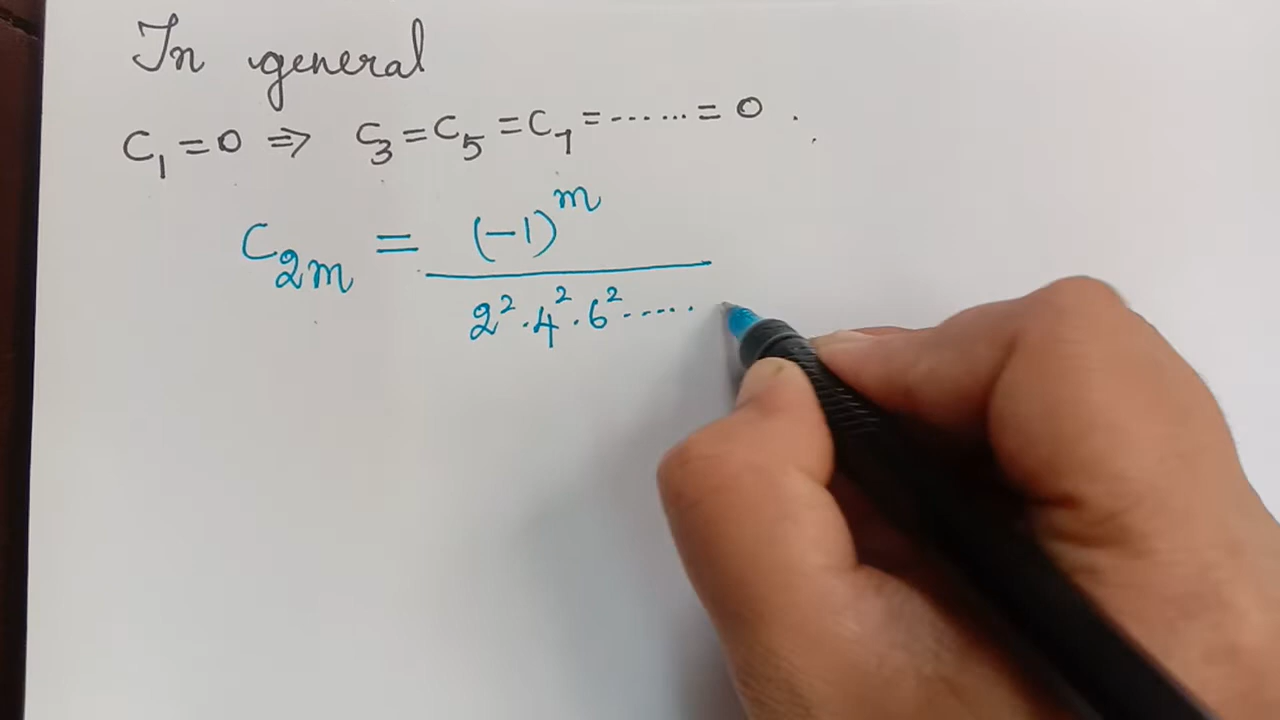 In general
C₁ = 0 ⇒ C₃ = C₅ = C₇ = ...... = 0 .
C₂ₘ = (-1)ᵐ
2² · 4² · 6² · ....